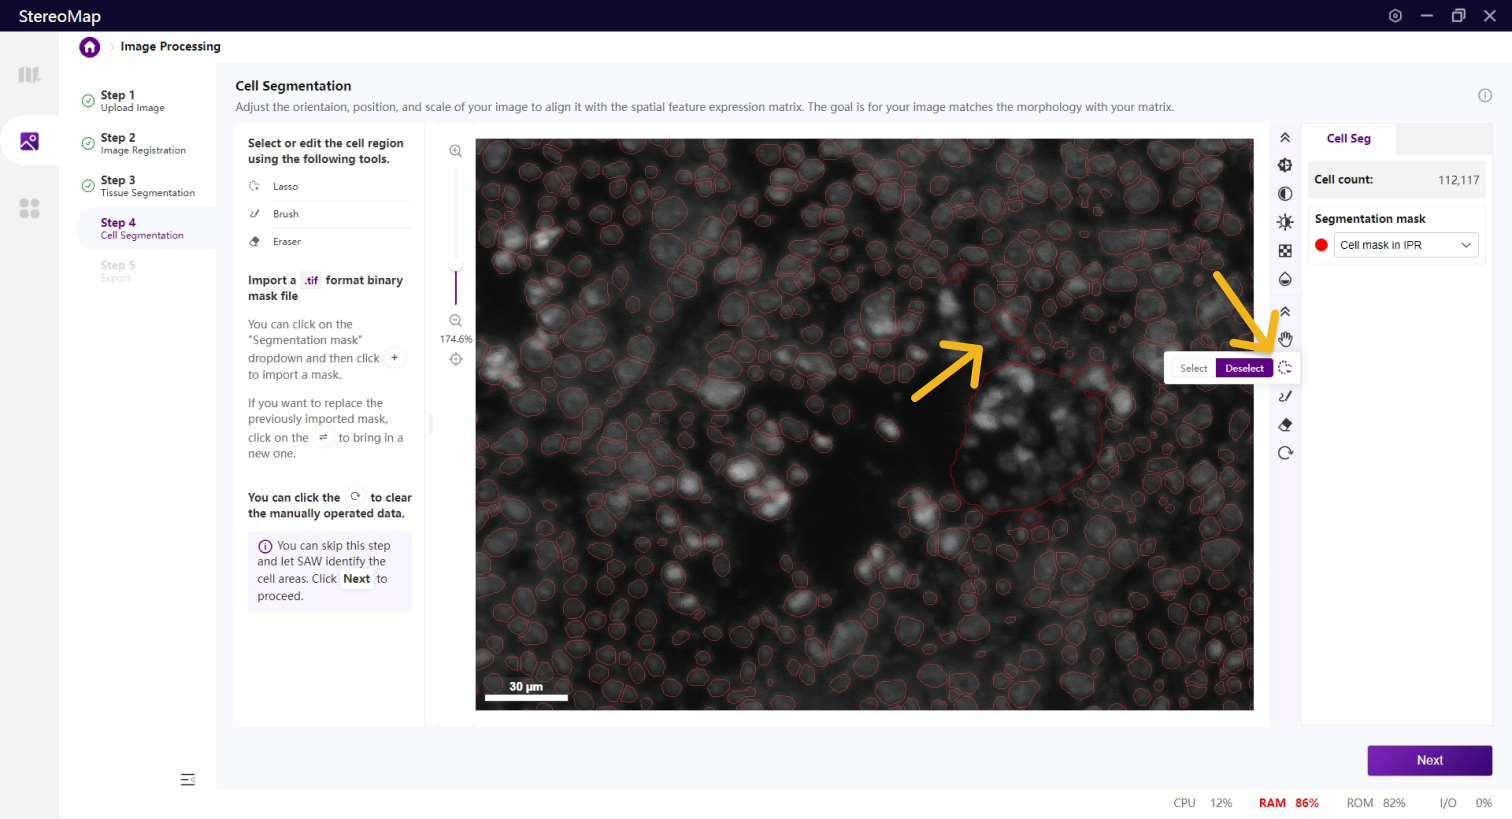 StereoMap
Image Processing
Step 1
Upload Image
Step 2
Image Registration
Step 3
Tissue Segmentation
Step 4
Cell Segmentation
Step 5
Export
Cell Segmentation
Adjust the orientaion, position, and scale of your image to align it with the spatial feature expression matrix. The goal is for your image matches the morphology with your matrix.
Select or edit the cell region
using the following tools.
Lasso
Brush
Eraser
Import a .tif format binary
mask file
You can click on the
"Segmentation mask"
dropdown and then click +
to import a mask.
If you want to replace the
previously imported mask,
click on the ⇌ to bring in a
new one.
You can click the ⟳ to clear
the manually operated data.
You can skip this step
and let SAW identify the
cell areas. Click Next to
proceed.
174.6%
30 μm
Select Deselect
Cell Seg
Cell count: 112,117
Segmentation mask
Cell mask in IPR
Next
CPU 12% RAM 86% ROM 82% I/O 0%